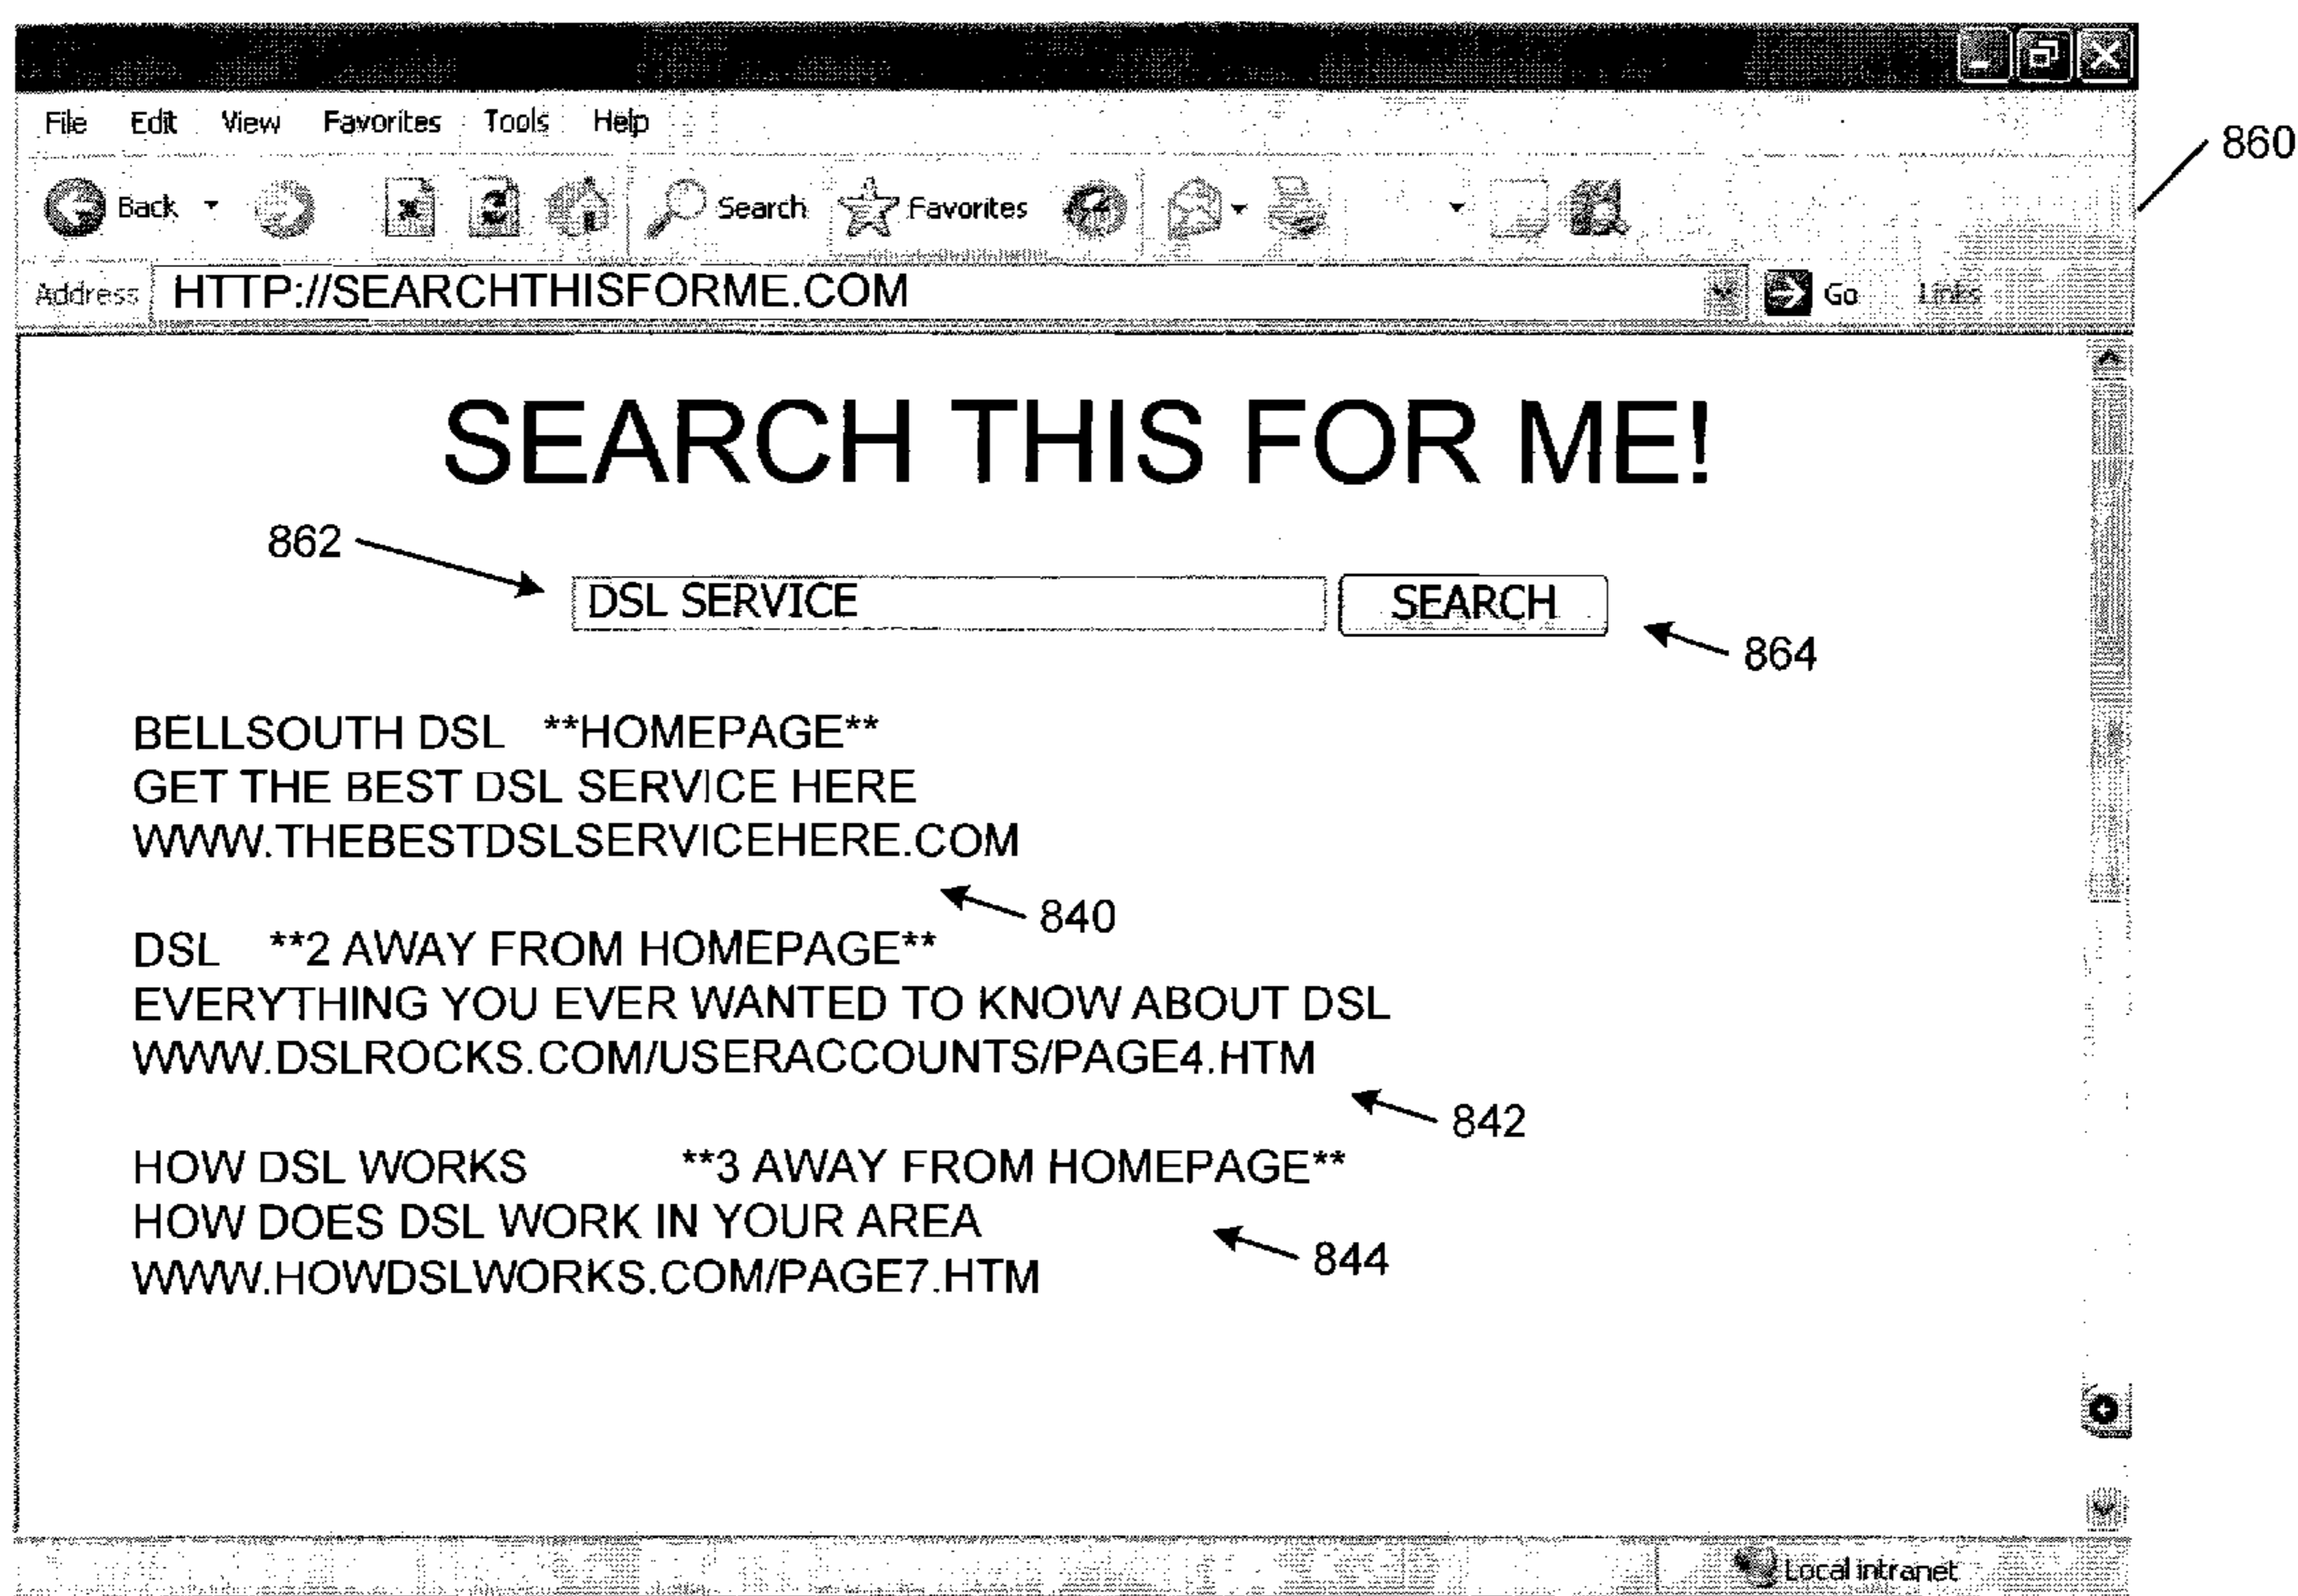 File Edit View Favorites Tools Help
860
Back Search Favorites
Address HTTP://SEARCHTHISFORME.COM Go Links
SEARCH THIS FOR ME!
862
DSL SERVICE SEARCH
864
BELLSOUTH DSL **HOMEPAGE**
GET THE BEST DSL SERVICE HERE
WWW.THEBESTDSLSERVICEHERE.COM
840
DSL **2 AWAY FROM HOMEPAGE**
EVERYTHING YOU EVER WANTED TO KNOW ABOUT DSL
WWW.DSLROCKS.COM/USERACCOUNTS/PAGE4.HTM
842
HOW DSL WORKS **3 AWAY FROM HOMEPAGE**
HOW DOES DSL WORK IN YOUR AREA
844
WWW.HOWDSLWORKS.COM/PAGE7.HTM
Local intranet